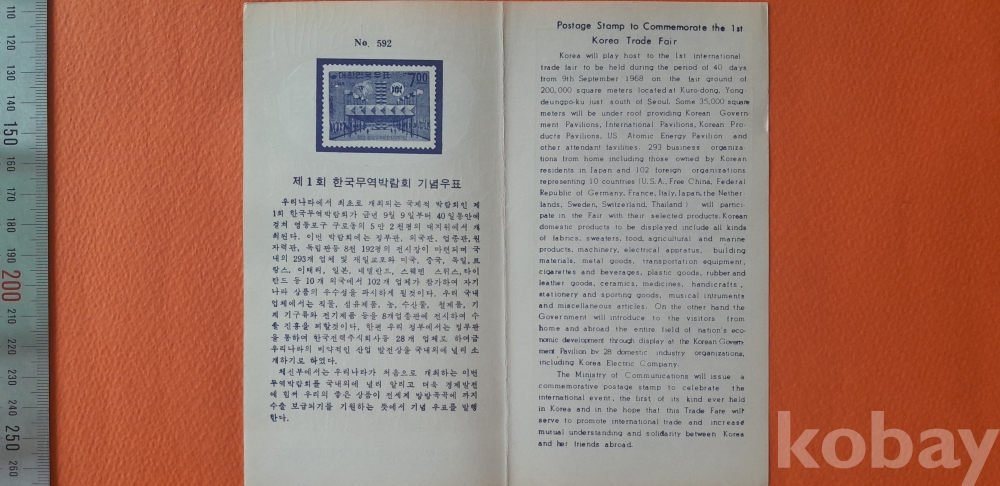 110
120
130
140
150
160
170
180
190
200
210
220
230
240
250
260
No. 592
대한민국우표
7.00
제 1 회 한국무역박람회 기념우표
우리나라에서 최초로 개최되는 국제적 박람회인 제
1회 한국무역박람회가 금년 9월 9일부터 40일동안에
걸쳐 영등포구 구로동의 5만 2천평의 대지위에서 개
최된다. 이번 박람회에는 정부관, 외국관, 업종관, 원
자력관, 독립관등 8천 192평의 전시장이 마련되며 국
내의 293개 업체 및 재일교포와 미국, 중국, 독일, 프
랑스, 이태리, 일본, 네델란드, 스웨덴 스위스, 타이
란드 등 10개 외국에서 102개 업체가 참가하여 자기
나라 상품의 우수성을 과시하게 될것이다. 우리 국내
업체에서는 직물, 섬유제품, 농, 수산물, 철제품, 기
계 기구류와 전기제품 등을 8개업종관에 전시하며 수
출 진흥을 꾀할것이다. 한편 우리 정부에서는 정부관
을 통하여 한국전력주식회사등 28개 업체로 하여금
우리나라의 비약적인 산업 발전상을 국내외에 널리 소
개하기로 하였다.
체신부에서는 우리나라가 처음으로 개최하는 이번
무역박람회를 국내외에 널리 알리고 더욱 경제발전
에 힘써 우리의 좋은 상품이 전세계 방방곡곡에 까지
수출 보급되기를 기원하는 뜻에서 기념 우표를 발행
한다.
Postage Stamp to Commemorate the 1st
Korea Trade Fair
Korea will play host to the 1st international
trade fair to be held during the period of 40 days
from 9th September 1968 on the fair ground of
200,000 square meters located at Kuro-dong, Yong-
deungpo-ku just south of Seoul. Some 35,000 square
meters will be under roof providing Korean Govern-
ment Pavilions, International Pavilions, Korean Pro-
ducts Pavilions, US Atomic Energy Pavilion and
other attendant favilities. 293 business organiza-
tions from home including those owned by Korean
residents in Japan and 102 foreign organizations
representing 10 countries (U.S.A., Free China, Federal
Republic of Germany, France, Italy, Japan, the Nether-
lands, Sweden, Switzerland, Thailand) will partici-
pate in the Fair with their selected products. Korean
domestic products to be displayed include all kinds
of fabrics, sweaters, food, agricultural and marine
products, machinery, electrical appratus, building
materials, metal goods, transportation equipment,
cigarettes and beverages, plastic goods, rubber and
leather goods, ceramics, medicines, handicrafts,
stationery and sporting goods, musical intruments
and miscellaneous articles. On the other hand the
Government will introduce to the visitors from
home and abroad the entire field of nation's eco-
nomic development through display at the Korean Govern-
ment Pavilion by 28 domestic industry organizations,
including Korea Electric Company.
The Ministry of Communications will issue a
commemorative postage stamp to celebrate the
international event, the first of its kind ever held
in Korea and in the hope that this Trade Fare will
serve to promote international trade and increase
mutual understanding and solidarity between Korea
and her friends abroad.
kobay